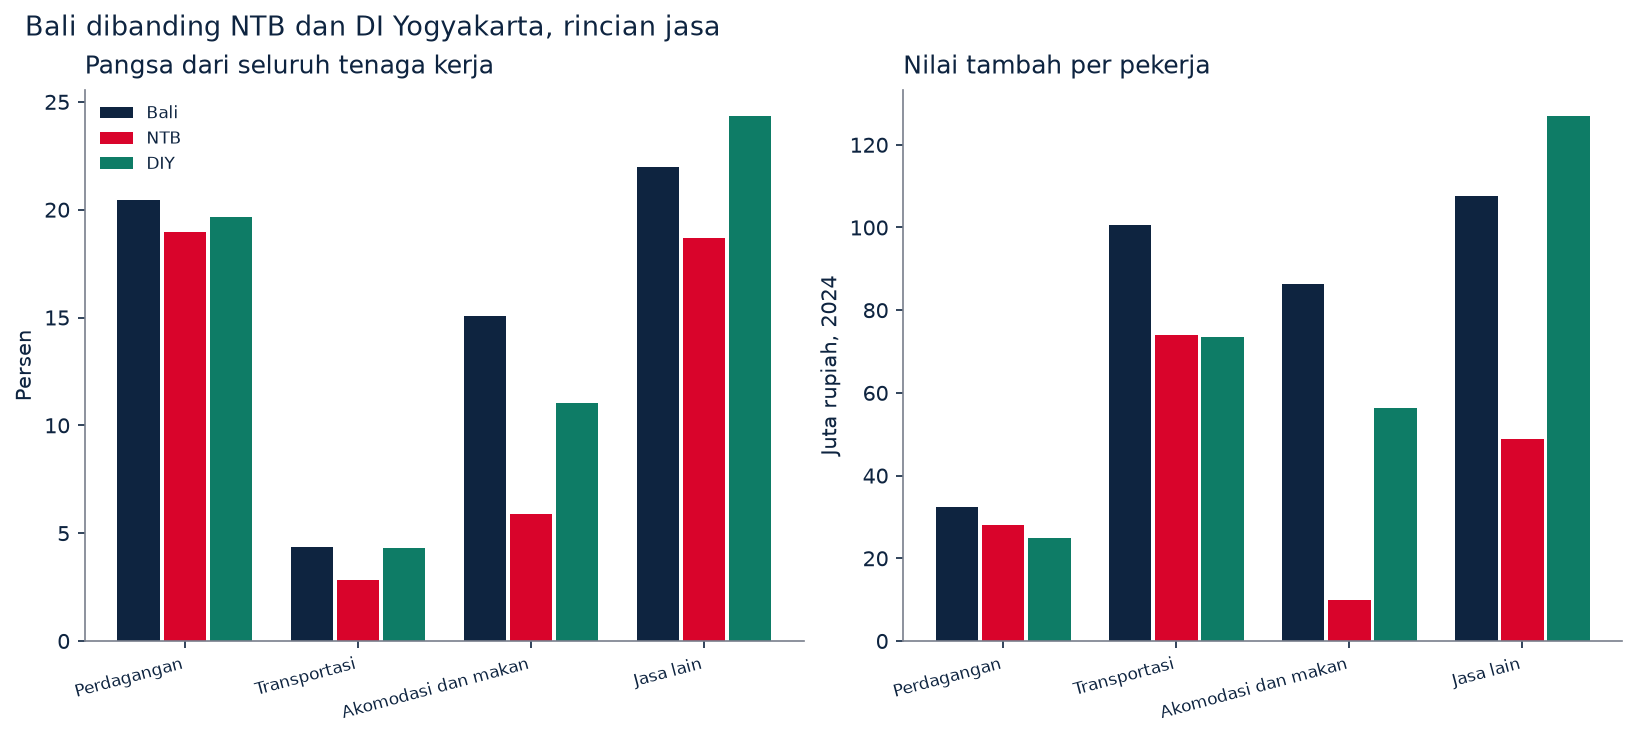 Bali dibanding NTB dan DI Yogyakarta, rincian jasa
Pangsa dari seluruh tenaga kerja
Persen
25
20
15
10
5
0
Bali
NTB
DIY
Perdagangan
Transportasi
Akomodasi dan makan
Jasa lain
Nilai tambah per pekerja
Juta rupiah, 2024
120
100
80
60
40
20
0
Perdagangan
Transportasi
Akomodasi dan makan
Jasa lain